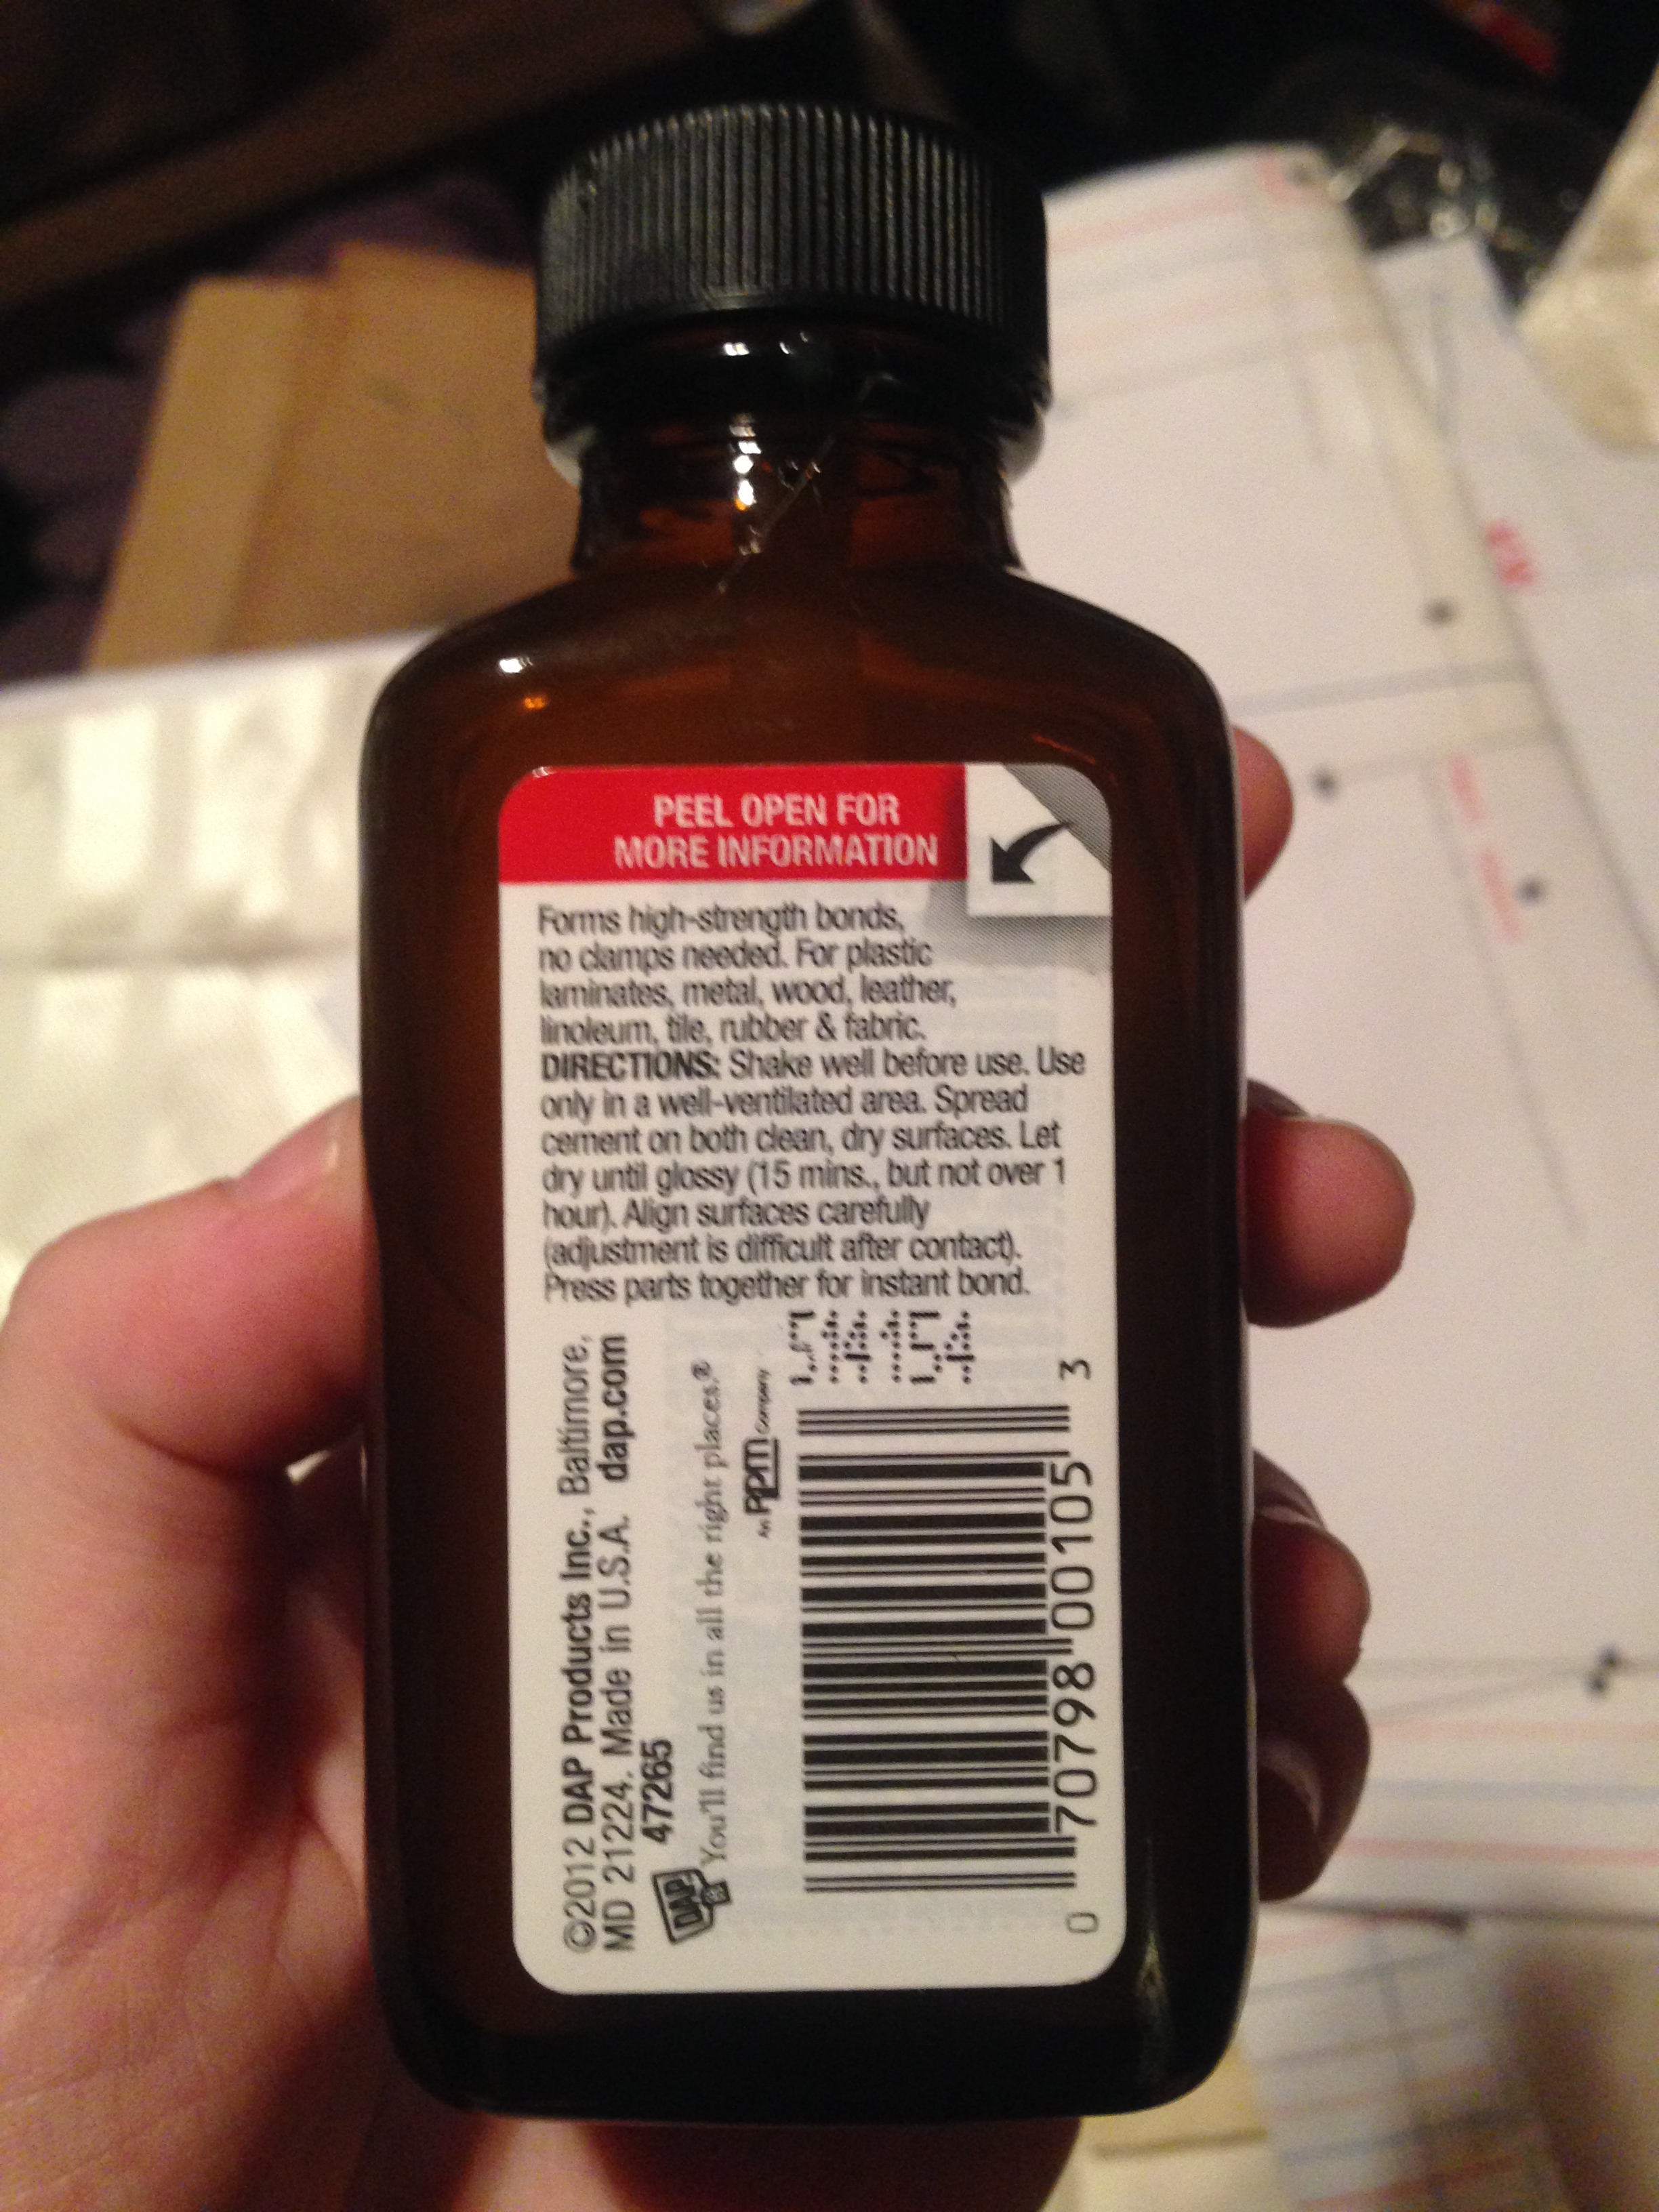 PEEL OPEN FOR
MORE INFORMATION
Forms high-strength bonds,
no clamps needed. For plastic
laminates, metal, wood, leather,
linoleum, tile, rubber & fabric.
DIRECTIONS: Shake well before use. Use
only in a well-ventilated area. Spread
cement on both clean, dry surfaces. Let
dry until glossy (15 mins., but not over 1
hour). Align surfaces carefully
(adjustment is difficult after contact).
Press parts together for instant bond.
©2012 DAP Products Inc., Baltimore,
MD 21224. Made in U.S.A. dap.com
47265
DAP
You'll find us in all the right places.®
An rpm Company
0 70798 00105 3